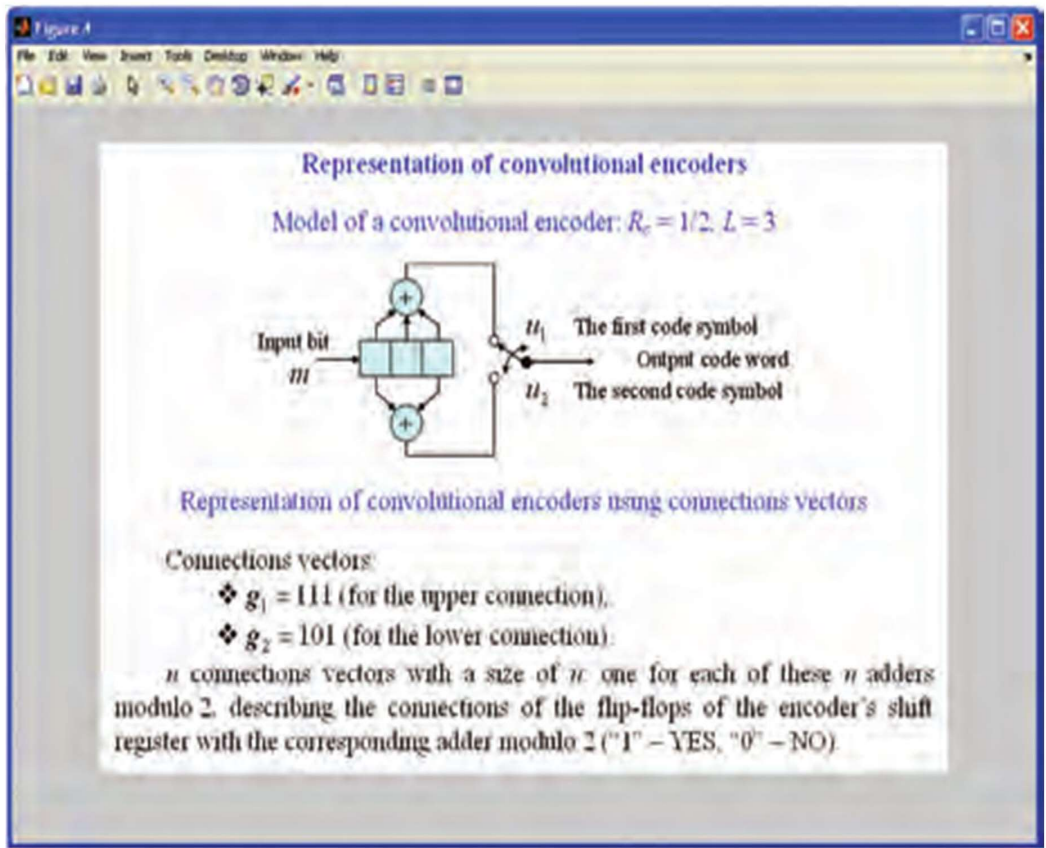 Figure 4
File Edit View Insert Tools Desktop Window Help
Representation of convolutional encoders
Model of a convolutional encoder: Rc = 1/2, L = 3
Input bit
m
+
+
u1 The first code symbol
Output code word
u2 The second code symbol
Representation of convolutional encoders using connections vectors
Connections vectors:
❖ g1 = 111 (for the upper connection),
❖ g2 = 101 (for the lower connection).
n connections vectors with a size of n one for each of these n adders
modulo 2, describing the connections of the flip-flops of the encoder's shift
register with the corresponding adder modulo 2 ("1" – YES, "0" – NO).